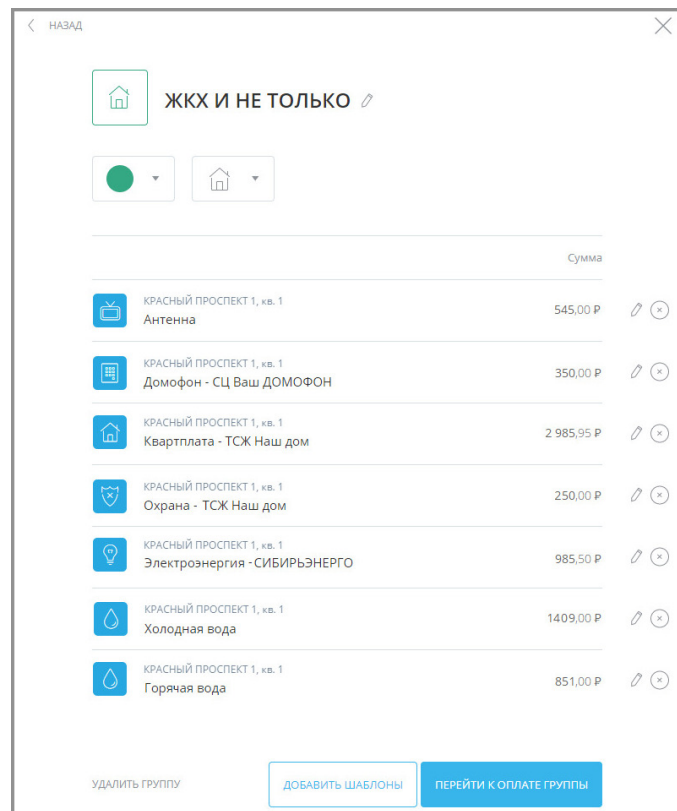 НАЗАД
ЖКХ И НЕ ТОЛЬКО
Сумма
КРАСНЫЙ ПРОСПЕКТ 1, кв. 1
Антенна
545,00 ₽
КРАСНЫЙ ПРОСПЕКТ 1, кв. 1
Домофон - СЦ Ваш ДОМОФОН
350,00 ₽
КРАСНЫЙ ПРОСПЕКТ 1, кв. 1
Квартплата - ТСЖ Наш дом
2 985,95 ₽
КРАСНЫЙ ПРОСПЕКТ 1, кв. 1
Охрана - ТСЖ Наш дом
250,00 ₽
КРАСНЫЙ ПРОСПЕКТ 1, кв. 1
Электроэнергия - СИБИРЬЭНЕРГО
985,50 ₽
КРАСНЫЙ ПРОСПЕКТ 1, кв. 1
Холодная вода
1409,00 ₽
КРАСНЫЙ ПРОСПЕКТ 1, кв. 1
Горячая вода
851,00 ₽
УДАЛИТЬ ГРУППУ
ДОБАВИТЬ ШАБЛОНЫ
ПЕРЕЙТИ К ОПЛАТЕ ГРУППЫ